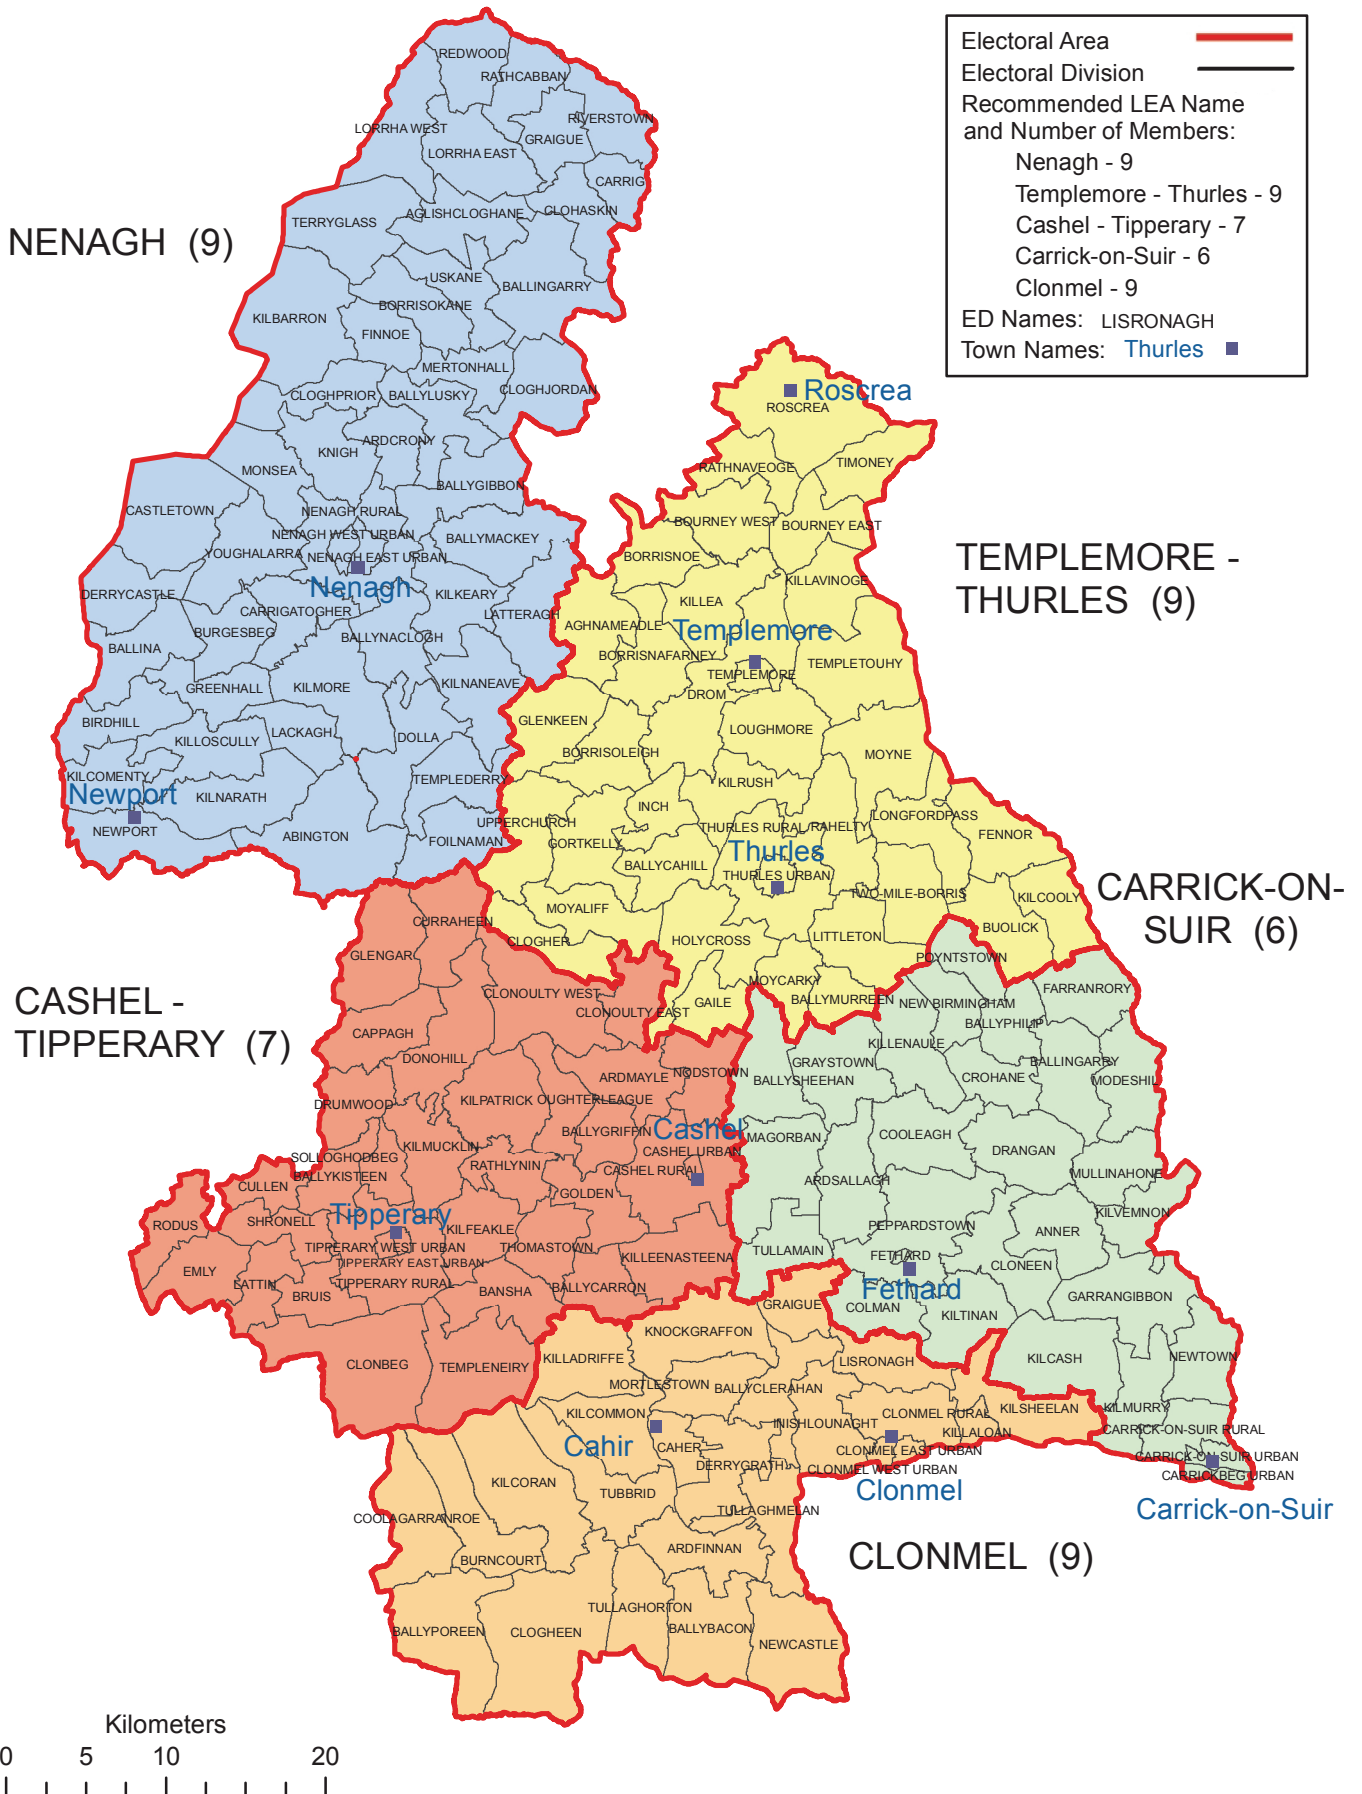 Electoral Area
Electoral Division
Recommended LEA Name
and Number of Members:
Nenagh - 9
Templemore - Thurles - 9
Cashel - Tipperary - 7
Carrick-on-Suir - 6
Clonmel - 9
ED Names: LISRONAGH
Town Names: Thurles
NENAGH (9)
REDWOOD
RATHCABBAN
RIVERSTOWN
LORRHA WEST
GRAIGUE
LORRHA EAST
CARRIG
TERRYGLASS
AGLISHCLOGHANE
CLOHASKIN
USKANE
BALLINGARRY
BORRISOKANE
KILBARRON
FINNOE
MERTONHALL
CLOGHPRIOR
BALLYLUSKY
CLOGHJORDAN
ARDCRONY
KNIGH
MONSEA
BALLYGIBBON
CASTLETOWN
NENAGH RURAL
NENAGH WEST URBAN
BALLYMACKEY
YOUGHALARRA
NENAGH EAST URBAN
Nenagh
DERRYCASTLE
KILKEARY
CARRIGATOGHER
LATTERAGH
BURGESBEG
BALLYNACLOGH
BALLINA
GREENHALL
KILMORE
KILNANEAVE
BIRDHILL
KILLOSCULLY
LACKAGH
DOLLA
KILCOMENTY
TEMPLEDERRY
Newport
KILNARATH
NEWPORT
ABINGTON
FOILNAMAN
TEMPLEMORE -
THURLES (9)
Roscrea
ROSCREA
RATHNAVEOGE
TIMONEY
BOURNEY WEST
BOURNEY EAST
BORRISNOE
KILLAVINOGE
KILLEA
AGHNAMEADLE
Templemore
BORRISNAFARNEY
TEMPLETOUHY
TEMPLEMORE
DROM
GLENKEEN
LOUGHMORE
BORRISOLEIGH
MOYNE
KILRUSH
INCH
LONGFORDPASS
UPPERCHURCH
THURLES RURAL
RAHELTY
FENNOR
GORTKELLY
Thurles
BALLYCAHILL
THURLES URBAN
TWO-MILE-BORRIS
KILCOOLY
MOYALIFF
BUOLICK
CLOGHER
HOLYCROSS
LITTLETON
MOYCARKY
GAILE
BALLYMURREEN
CARRICK-ON-
SUIR (6)
POYNTSTOWN
FARRANRORY
NEW BIRMINGHAM
BALLYPHILIP
KILLENAULE
GRAYSTOWN
BALLINGARRY
BALLYSHEEHAN
CROHANE
MODESHIL
MAGORBAN
COOLEAGH
DRANGAN
MULLINAHONE
ARDSALLAGH
KILVEMNON
PEPPARDSTOWN
ANNER
TULLAMAIN
FETHARD
CLONEEN
Fethard
GARRANGIBBON
COLMAN
KILTINAN
KILCASH
NEWTOWN
KILMURRY
CARRICK-ON-SUIR RURAL
CARRICK-ON-SUIR URBAN
CARRICKBEG URBAN
Carrick-on-Suir
CASHEL -
TIPPERARY (7)
CURRAHEEN
GLENGAR
CLONOULTY WEST
CLONOULTY EAST
CAPPAGH
DONOHILL
NODSTOWN
ARDMAYLE
DRUMWOOD
KILPATRICK
OUGHTERLEAGUE
BALLYGRIFFIN
Cashel
KILMUCKLIN
CASHEL URBAN
SOLLOGHODBEG
RATHLYNIN
CASHEL RURAL
BALLYKISTEEN
CULLEN
GOLDEN
RODUS
SHRONELL
Tipperary
KILFEAKLE
TIPPERARY WEST URBAN
THOMASTOWN
KILLEENASTEENA
TIPPERARY EAST URBAN
EMLY
LATTIN
TIPPERARY RURAL
BRUIS
BANSHA
BALLYCARRON
CLONBEG
TEMPLENEIRY
CLONMEL (9)
GRAIGUE
KNOCKGRAFFON
KILLADRIFFE
LISRONAGH
MORTLESTOWN
BALLYCLERAHAN
KILCOMMON
INISHLOUNAGHT
CLONMEL RURAL
KILSHEELAN
KILLALOAN
Cahir
CAHER
CLONMEL EAST URBAN
DERRYGRATH
CLONMEL WEST URBAN
Clonmel
KILCORAN
TUBBRID
TULLAGHMELAN
COOLAGARRANROE
ARDFINNAN
BURNCOURT
TULLAGHORTON
BALLYPOREEN
CLOGHEEN
BALLYBACON
NEWCASTLE
Kilometers
0 5 10 20